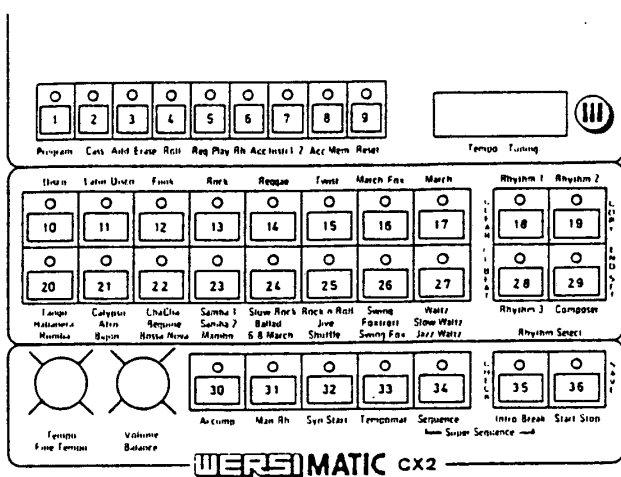 1 2 3 4 5 6 7 8 9
Program Cass Add Erase Roll Reg Play Rh Acc Instr 1 2 Acc Mem Reset
Tempo Tuning
Disco Latin Disco Funk Rock Reggae Twist March Fox March Rhythm 1 Rhythm 2
10 11 12 13 14 15 16 17 18 19
20 21 22 23 24 25 26 27 28 29
Tango Calypso ChaCha Samba 1 Slow Rock Rock n Roll Swing Waltz Rhythm 3 Composer
Habanera Afro Beguine Samba 2 Ballad Jive Foxtrott Slow Waltz Rhythm Select
Rumba Bajon Bossa Nova Mambo 6 8 March Shuffle Swing Fox Jazz Waltz
30 31 32 33 34 35 36
Accomp Man Rh Syn Start Tempomat Sequence Intro Break Start Stop
Super Sequence
Tempo Volume
Fine Tempo Balance
WERSIMATIC CX2